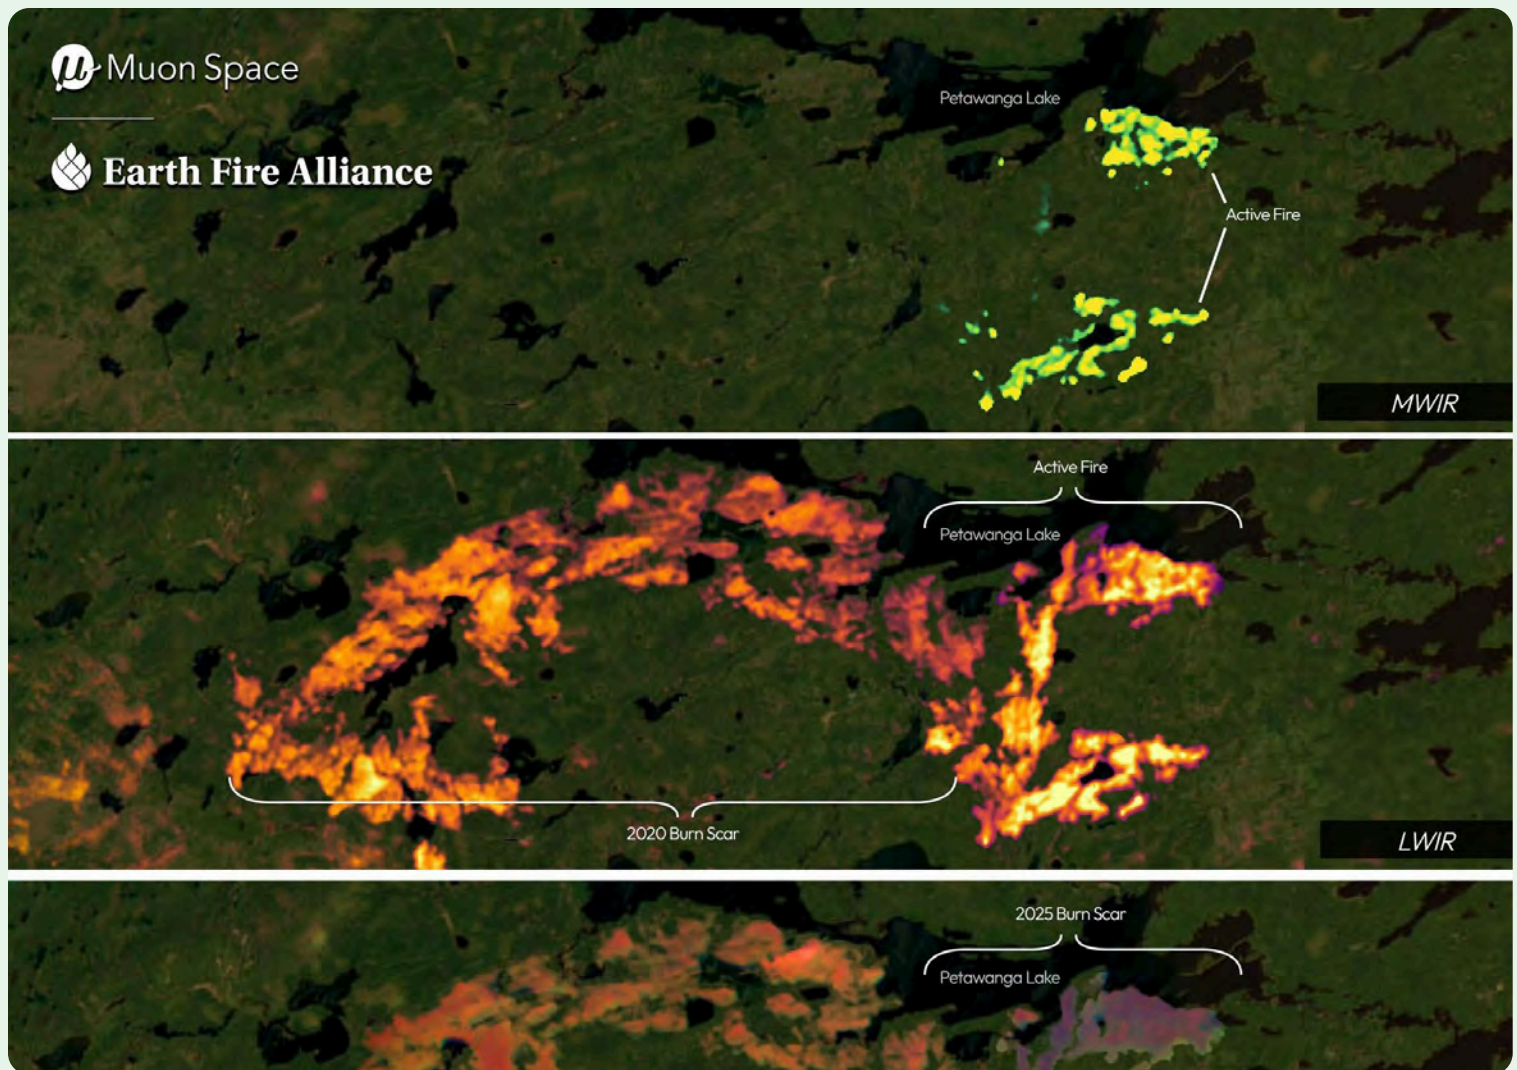 Muon Space
Earth Fire Alliance
Petawanga Lake
Active Fire
MWIR
Active Fire
Petawanga Lake
2020 Burn Scar
LWIR
2025 Burn Scar
Petawanga Lake